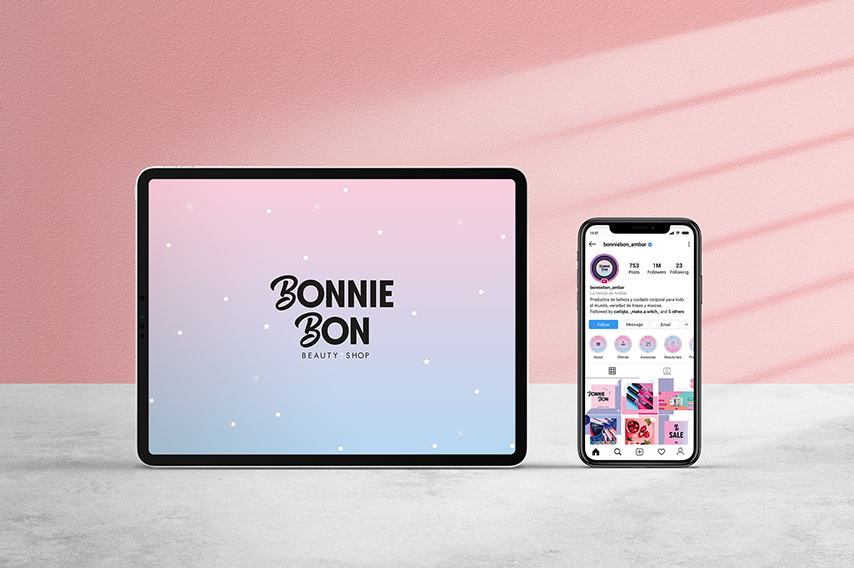 BONNIE
BON
BEAUTY SHOP
bonniebon_ambar
753 1M 23
Posts Followers Following
bonniebon_ambar
La tienda de Ambar
Productos de belleza y cuidado corporal para todo
el mundo, variedad de lineas y marcas.
Followed by carlqto, _make.a.witch_ and 5 others
Follow Message Email
About Ofertas Asesorias Beauty tips
BONNIE
BON
%
SALE